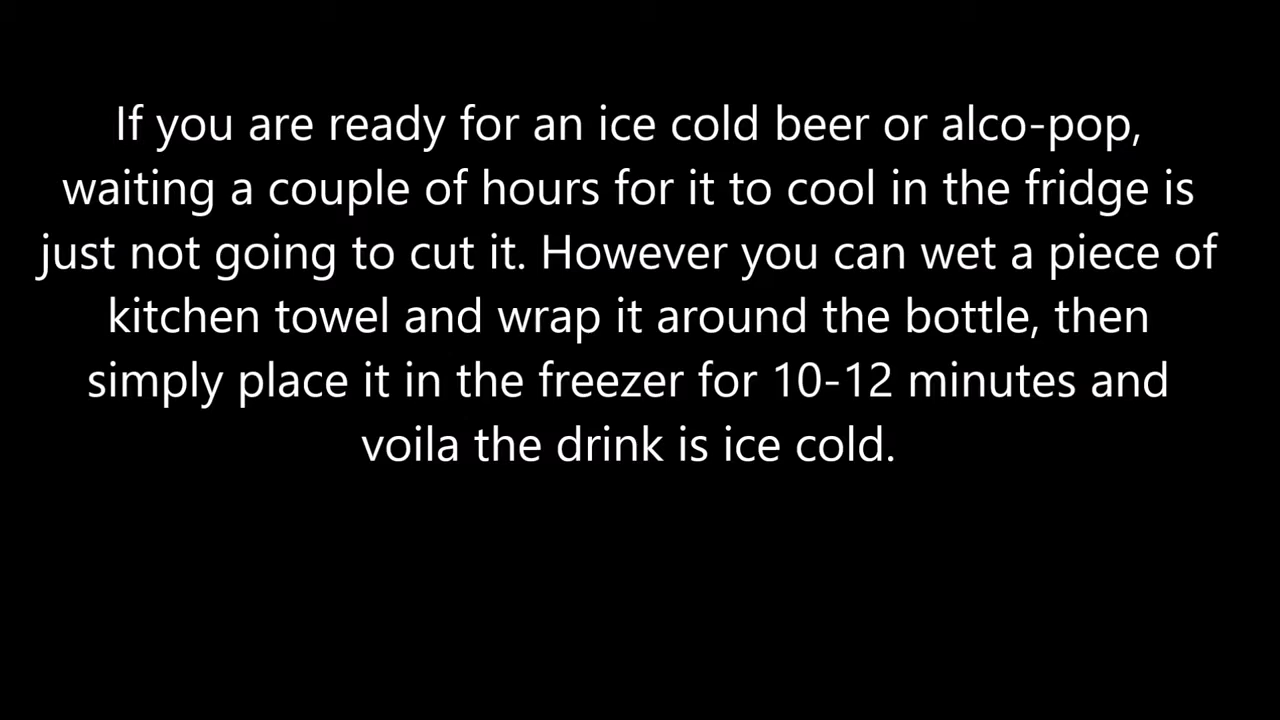 If you are ready for an ice cold beer or alco-pop,
waiting a couple of hours for it to cool in the fridge is
just not going to cut it. However you can wet a piece of
kitchen towel and wrap it around the bottle, then
simply place it in the freezer for 10-12 minutes and
voila the drink is ice cold.